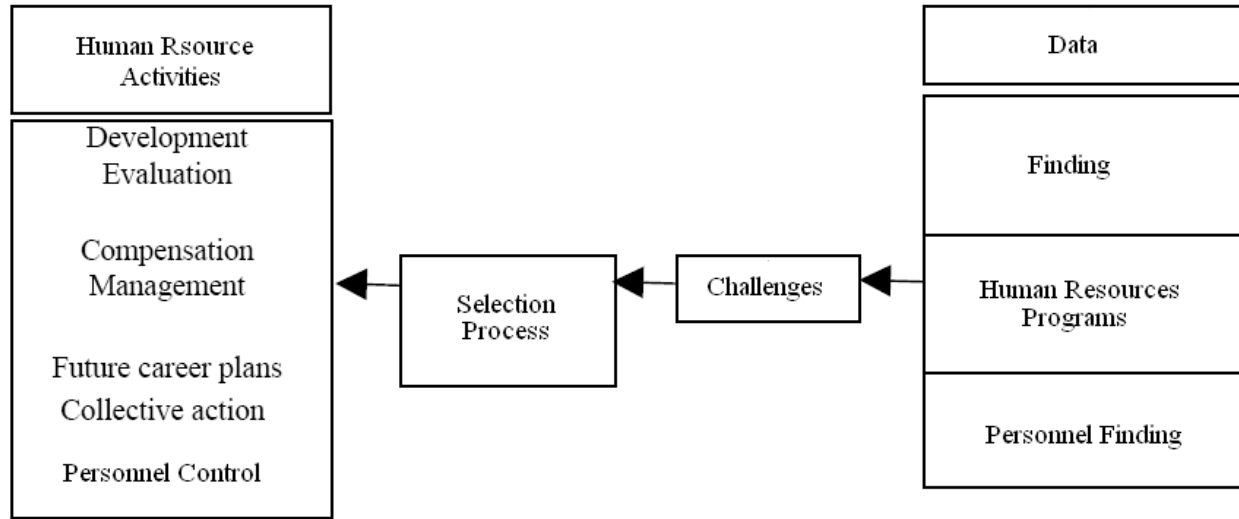 Human Rsource
Activities
Development
Evaluation
Compensation
Management
Future career plans
Collective action
Personnel Control
Selection
Process
Challenges
Data
Finding
Human Resources
Programs
Personnel Finding